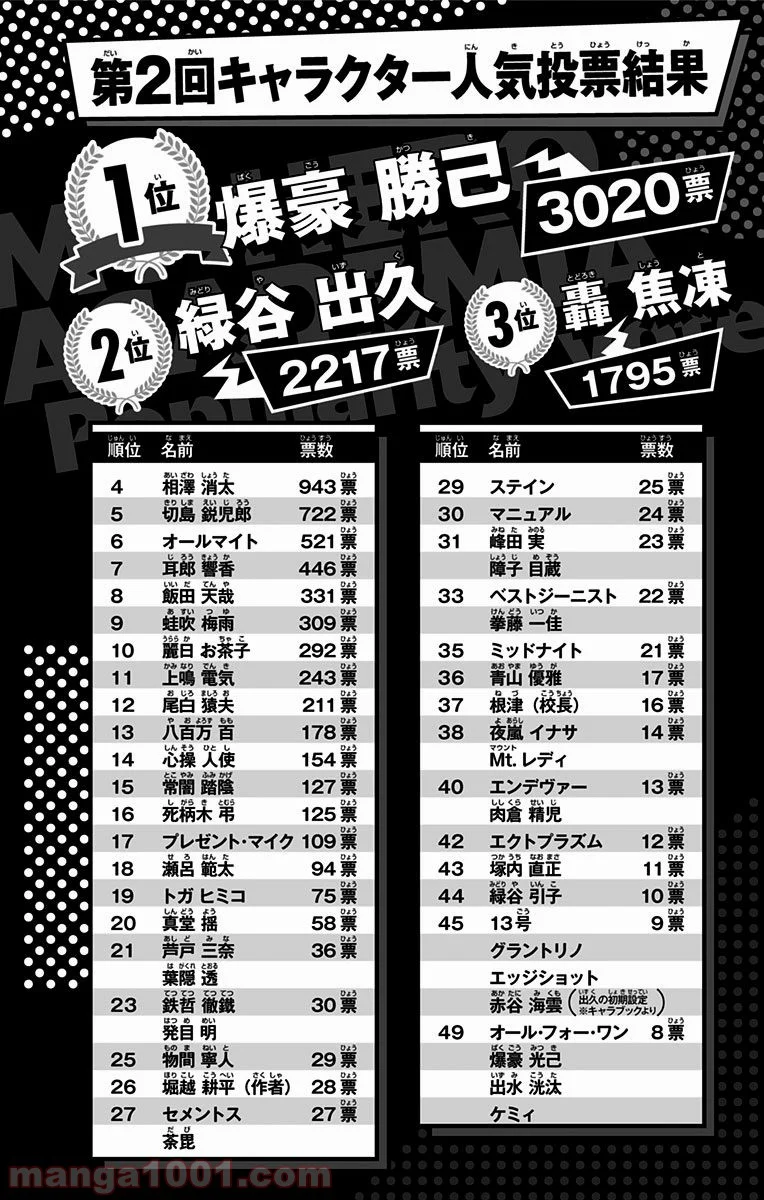 第2回キャラクター人気投票結果
1位 爆豪 勝己 3020票
2位 緑谷 出久 2217票
3位 轟 焦凍 1795票
順位 名前 票数
4 相澤 消太 943票
5 切島 鋭児郎 722票
6 オールマイト 521票
7 耳郎 響香 446票
8 飯田 天哉 331票
9 蛙吹 梅雨 309票
10 麗日 お茶子 292票
11 上鳴 電気 243票
12 尾白 猿夫 211票
13 八百万 百 178票
14 心操 人使 154票
15 常闇 踏陰 127票
16 死柄木 弔 125票
17 プレゼント・マイク 109票
18 瀬呂 範太 94票
19 トガ ヒミコ 75票
20 真堂 揺 58票
21 芦戸 三奈 36票
葉隠 透
23 鉄哲 徹鐵 30票
発目 明
25 物間 寧人 29票
26 堀越 耕平（作者） 28票
27 セメントス 27票
荼毘
順位 名前 票数
29 ステイン 25票
30 マニュアル 24票
31 峰田 実 23票
障子 目蔵
33 ベストジーニスト 22票
拳藤 一佳
35 ミッドナイト 21票
36 青山 優雅 17票
37 根津（校長） 16票
38 夜嵐 イナサ 14票
Mt. レディ
40 エンデヴァー 13票
肉倉 精児
42 エクトプラズム 12票
43 塚内 直正 11票
44 緑谷 引子 10票
45 13号 9票
グラントリノ
エッジショット
赤谷 海雲（出久の初期設定 ※キャラブックより）
49 オール・フォー・ワン 8票
爆豪 光己
出水 洸汰
ケミィ
manga1001.com